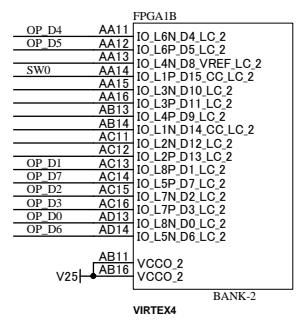 FPGA1B
OP_D4 AA11 IO_L6N_D4_LC_2
OP_D5 AA12 IO_L6P_D5_LC_2
AA13 IO_L4N_D8_VREF_LC_2
SW0 AA14 IO_L1P_D15_CC_LC_2
AA15 IO_L3N_D10_LC_2
AA16 IO_L3P_D11_LC_2
AB13 IO_L4P_D9_LC_2
AB14 IO_L1N_D14_CC_LC_2
AC11 IO_L2N_D12_LC_2
AC12 IO_L2P_D13_LC_2
OP_D1 AC13 IO_L8P_D1_LC_2
OP_D7 AC14 IO_L5P_D7_LC_2
OP_D2 AC15 IO_L7N_D2_LC_2
OP_D3 AC16 IO_L7P_D3_LC_2
OP_D0 AD13 IO_L8N_D0_LC_2
OP_D6 AD14 IO_L5N_D6_LC_2
AB11 VCCO_2
V25 AB16 VCCO_2
BANK-2
VIRTEX4